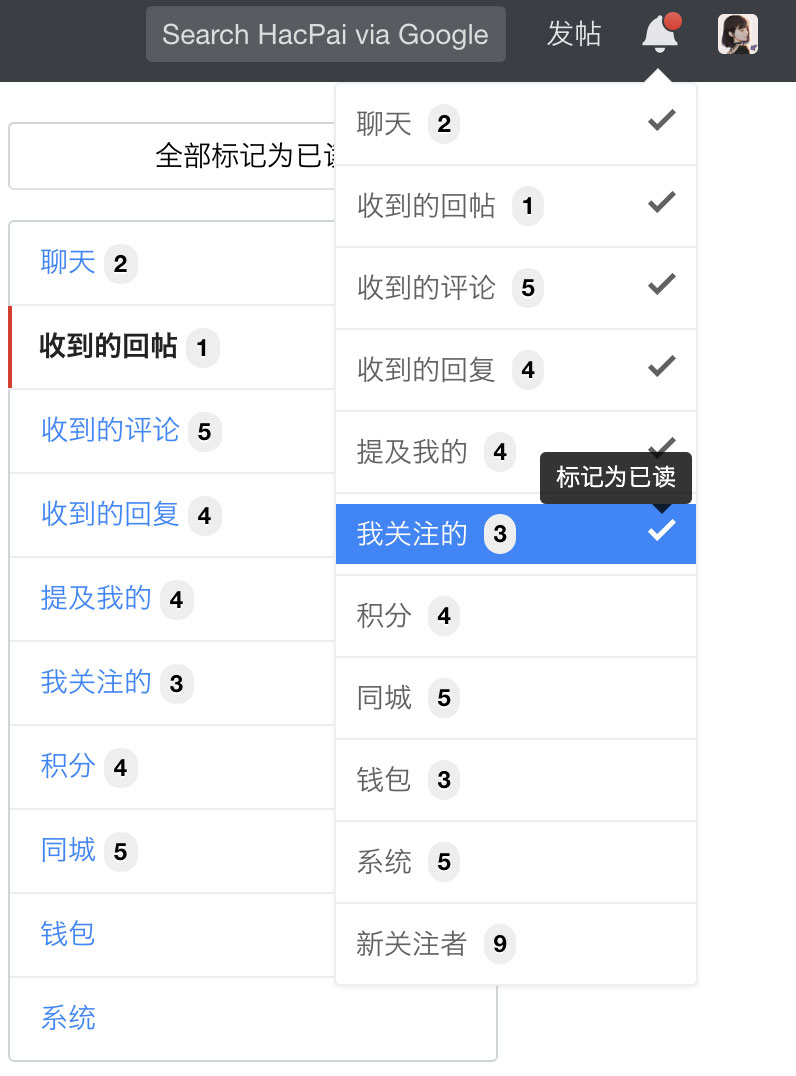 Search HacPai via Google 发帖
全部标记为已
聊天 2
收到的回帖 1
收到的评论 5
收到的回复 4
提及我的 4
我关注的 3
积分 4
同城 5
钱包
系统
聊天 2
收到的回帖 1
收到的评论 5
收到的回复 4
提及我的 4
标记为已读
我关注的 3
积分 4
同城 5
钱包 3
系统 5
新关注者 9